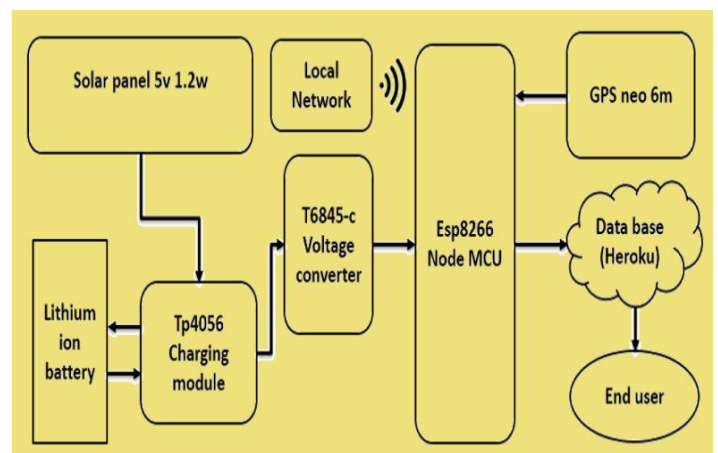 Solar panel 5v 1.2w
Local
Network
GPS neo 6m
T6845-c
Voltage
converter
Esp8266
Node MCU
Data base
(Heroku)
Lithium
ion
battery
Tp4056
Charging
module
End user